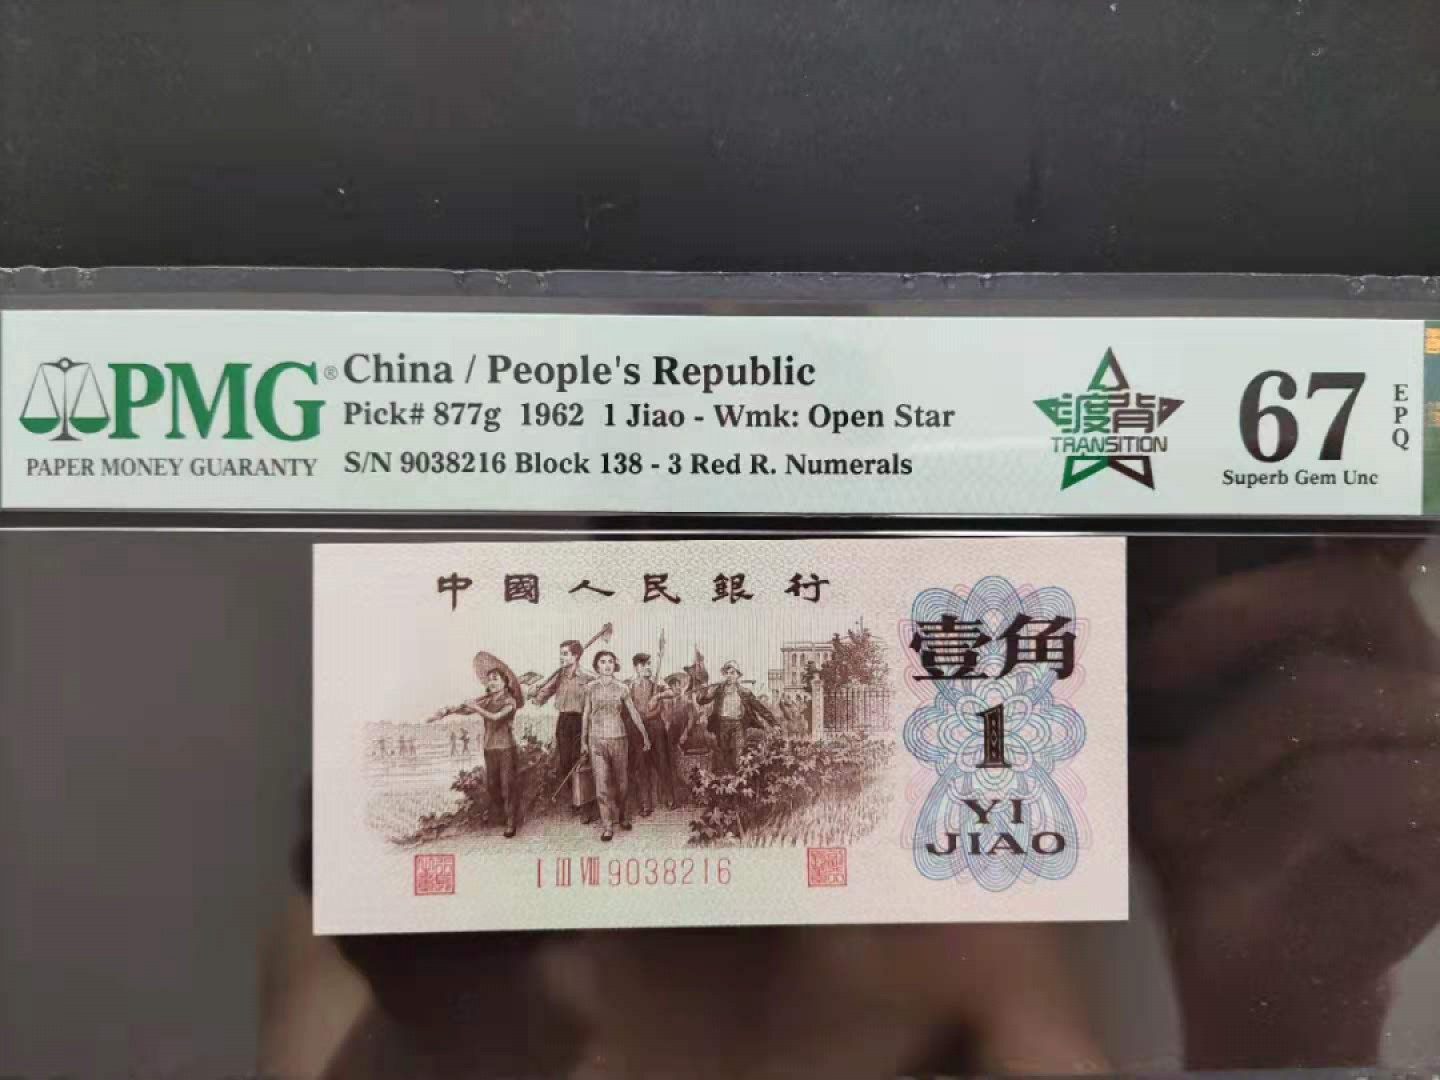 PMG®
PAPER MONEY GUARANTY
China / People's Republic
Pick# 877g 1962 1 Jiao - Wmk: Open Star
S/N 9038216 Block 138 - 3 Red R. Numerals
渡背
TRANSITION
67
EPQ
Superb Gem Unc
中國人民銀行
壹角
1
YI
JIAO
I III VIII 9038216